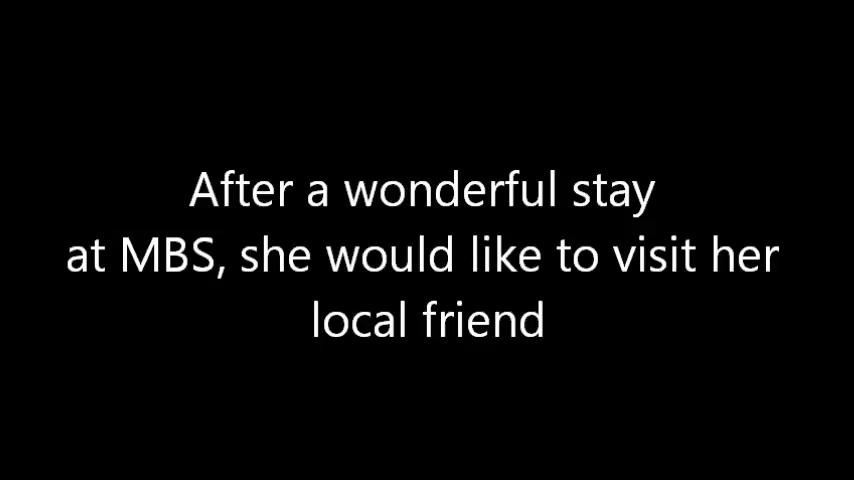 After a wonderful stay
at MBS, she would like to visit her
local friend